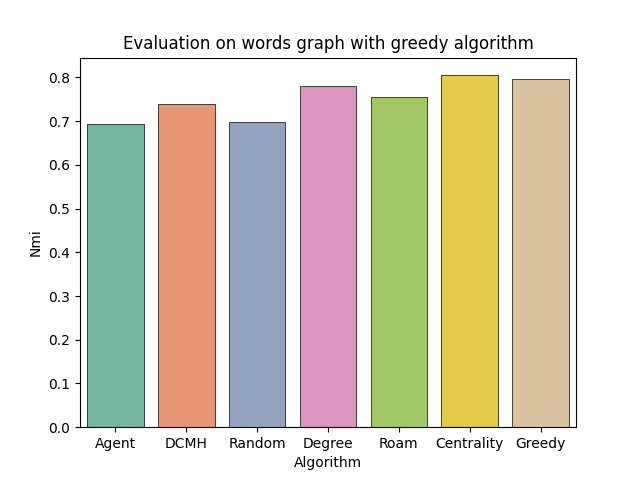 Evaluation on words graph with greedy algorithm
Nmi
0.8
0.7
0.6
0.5
0.4
0.3
0.2
0.1
0.0
Agent DCMH Random Degree Roam Centrality Greedy
Algorithm